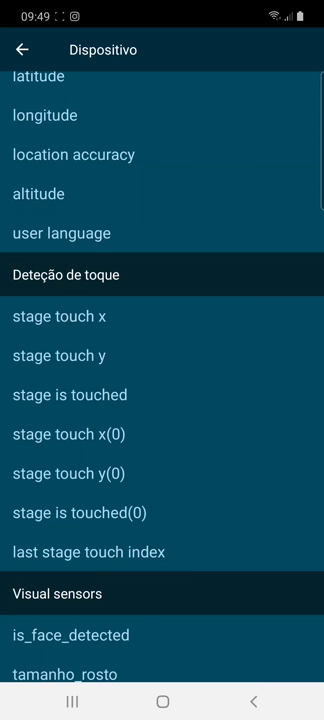 09:49
Dispositivo
latitude
longitude
location accuracy
altitude
user language
Deteção de toque
stage touch x
stage touch y
stage is touched
stage touch x(0)
stage touch y(0)
stage is touched(0)
last stage touch index
Visual sensors
is_face_detected
tamanho_rosto